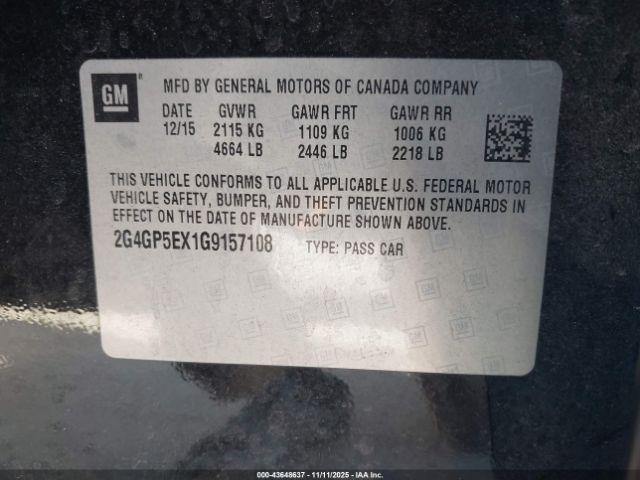 GM
MFD BY GENERAL MOTORS OF CANADA COMPANY
DATE GVWR GAWR FRT GAWR RR
12/15 2115 KG 1109 KG 1006 KG
4664 LB 2446 LB 2218 LB
THIS VEHICLE CONFORMS TO ALL APPLICABLE U.S. FEDERAL MOTOR
VEHICLE SAFETY, BUMPER, AND THEFT PREVENTION STANDARDS IN
EFFECT ON THE DATE OF MANUFACTURE SHOWN ABOVE.
2G4GP5EX1G9157108 TYPE: PASS CAR
000-43648637 - 11/11/2025 - IAA Inc.